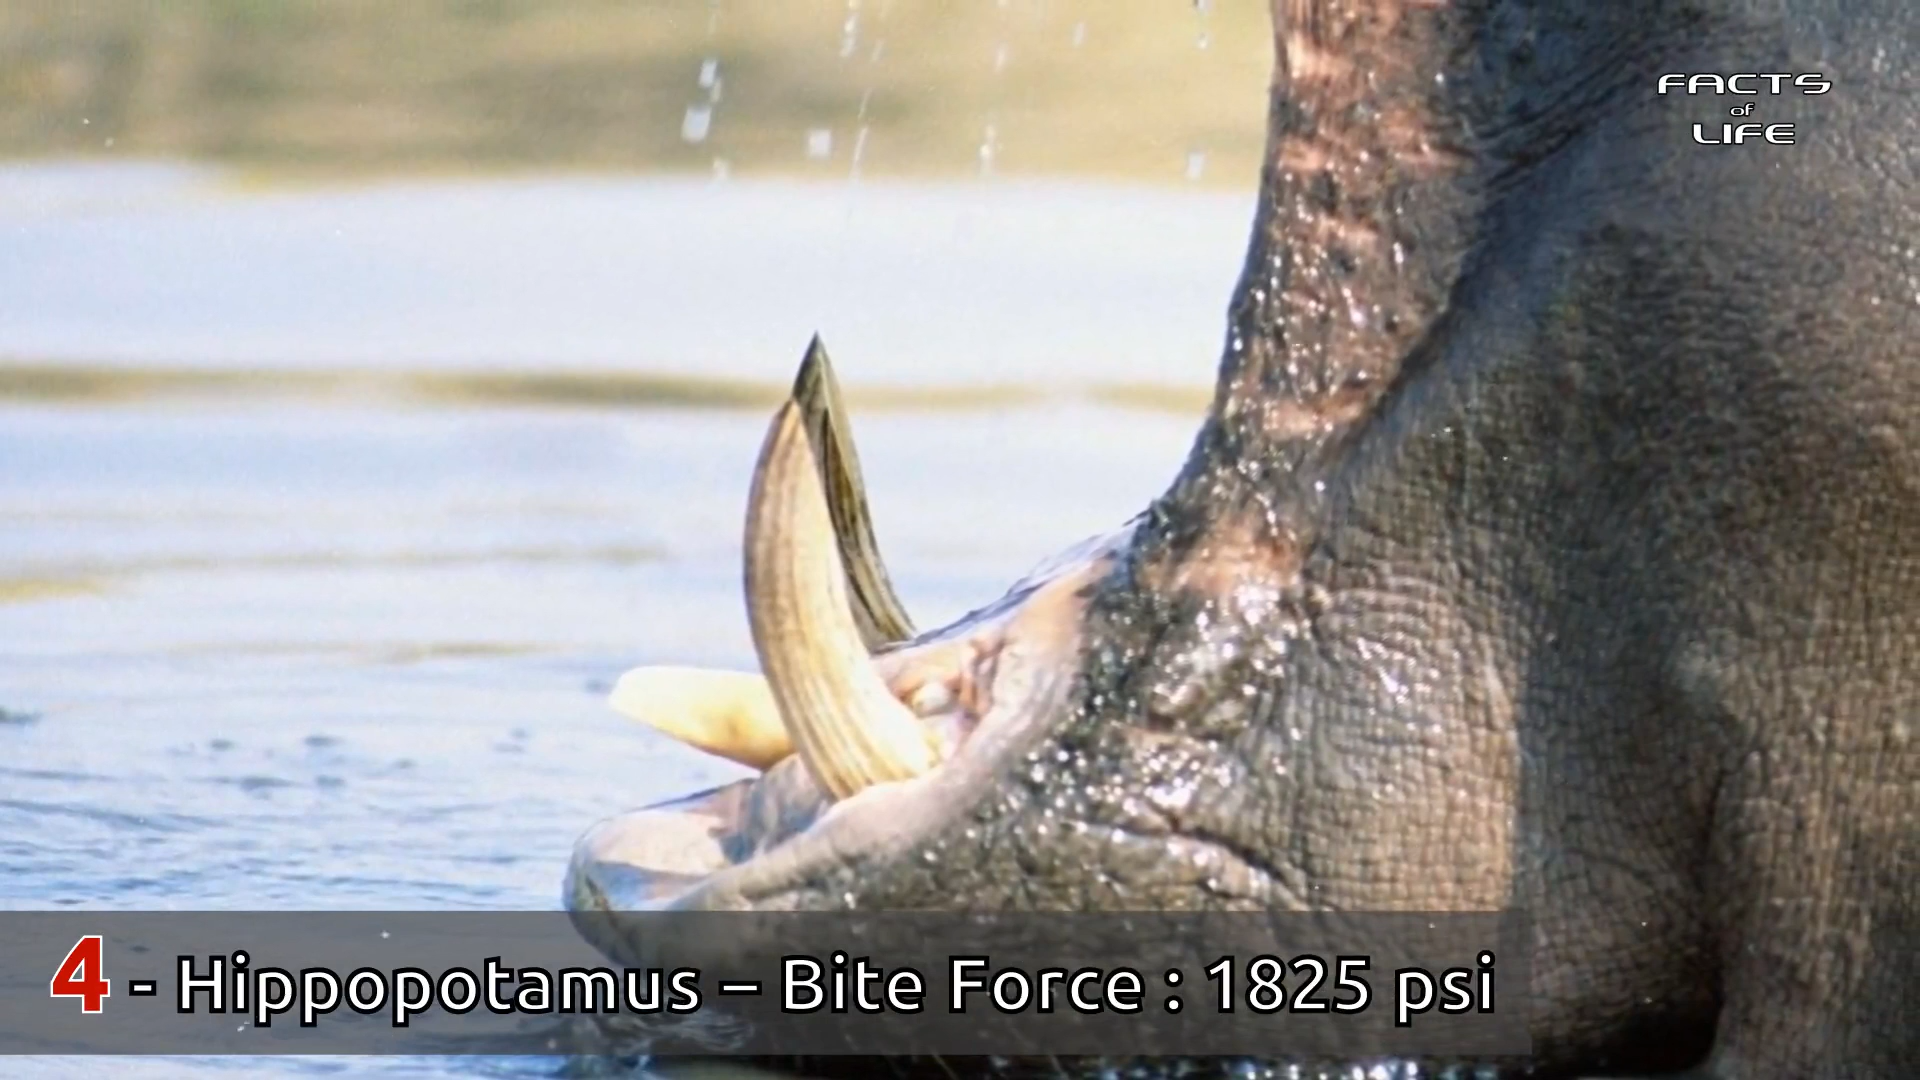 FACTS
of
LIFE
4 - Hippopotamus – Bite Force : 1825 psi